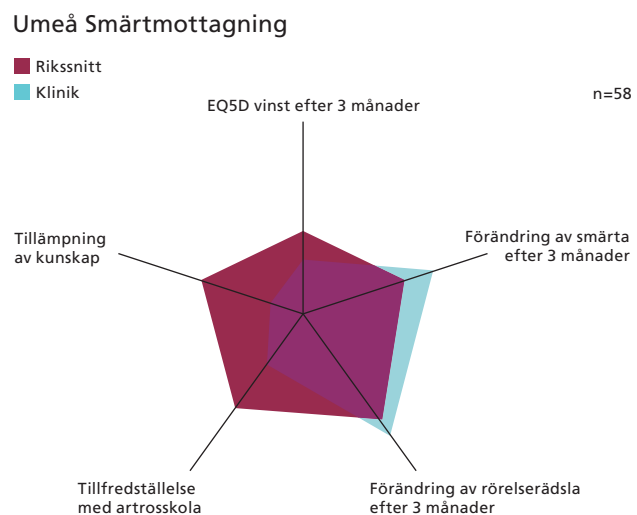 Umeå Smärtmottagning
Rikssnitt
Klinik
n=58
EQ5D vinst efter 3 månader
Tillämpning
av kunskap
Förändring av smärta
efter 3 månader
Tillfredställelse
med artrosskola
Förändring av rörelserädsla
efter 3 månader